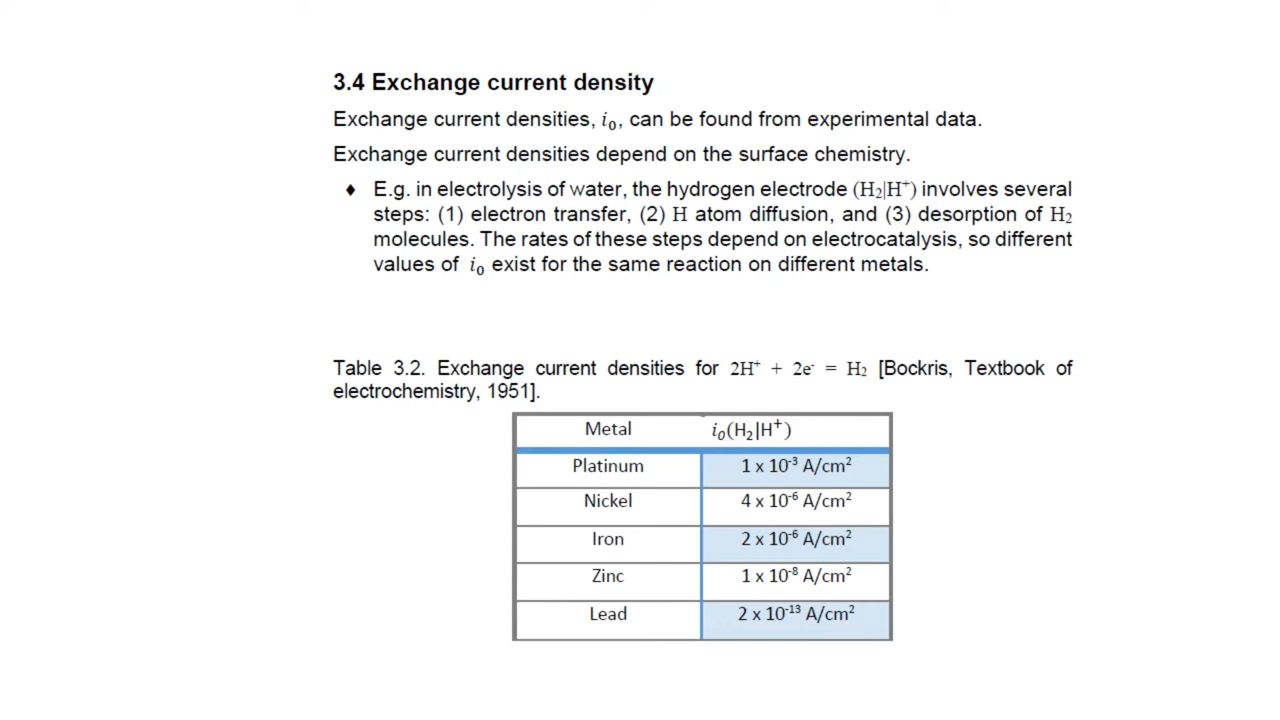 3.4 Exchange current density
Exchange current densities, i₀, can be found from experimental data.
Exchange current densities depend on the surface chemistry.
♦ E.g. in electrolysis of water, the hydrogen electrode (H₂|H⁺) involves several
steps: (1) electron transfer, (2) H atom diffusion, and (3) desorption of H₂
molecules. The rates of these steps depend on electrocatalysis, so different
values of i₀ exist for the same reaction on different metals.
Table 3.2. Exchange current densities for 2H⁺ + 2e⁻ = H₂ [Bockris, Textbook of
electrochemistry, 1951].
Metal i₀(H₂|H⁺)
Platinum 1 x 10⁻³ A/cm²
Nickel 4 x 10⁻⁶ A/cm²
Iron 2 x 10⁻⁶ A/cm²
Zinc 1 x 10⁻⁸ A/cm²
Lead 2 x 10⁻¹³ A/cm²